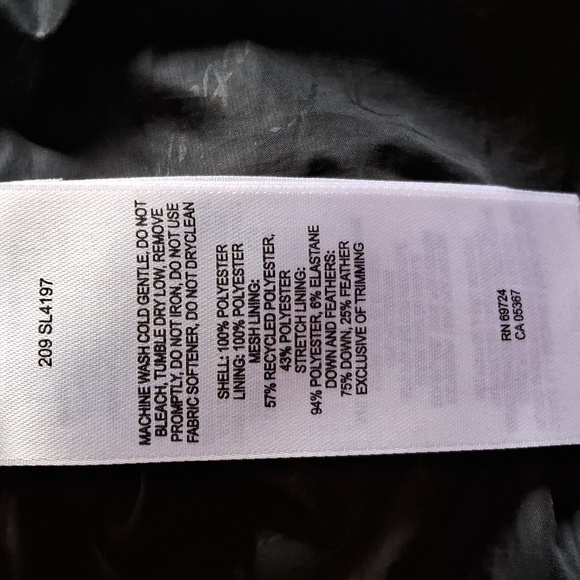 209 SL4197
MACHINE WASH COLD GENTLE, DO NOT
BLEACH, TUMBLE DRY LOW, REMOVE
PROMPTLY, DO NOT IRON, DO NOT USE
FABRIC SOFTENER, DO NOT DRYCLEAN
SHELL: 100% POLYESTER
LINING: 100% POLYESTER
MESH LINING:
57% RECYCLED POLYESTER,
43% POLYESTER
STRETCH LINING:
94% POLYESTER, 6% ELASTANE
DOWN AND FEATHERS:
75% DOWN, 25% FEATHER
EXCLUSIVE OF TRIMMING
RN 69724
CA 05367